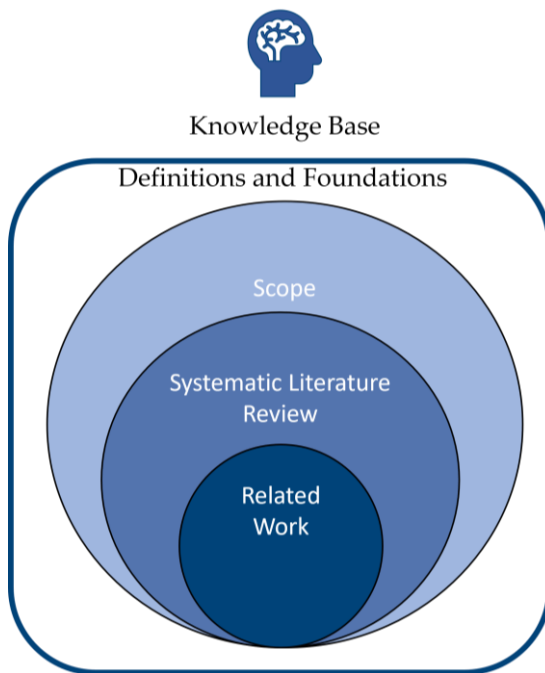 Knowledge Base
Definitions and Foundations
Scope
Systematic Literature
Review
Related
Work